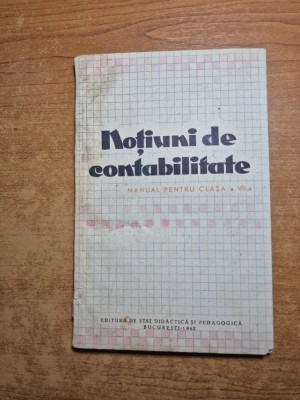 Noțiuni de
contabilitate
MANUAL PENTRU CLASA a VII-a
EDITURA DE STAT DIDACTICĂ ȘI PEDAGOGICĂ
BUCUREȘTI-1962